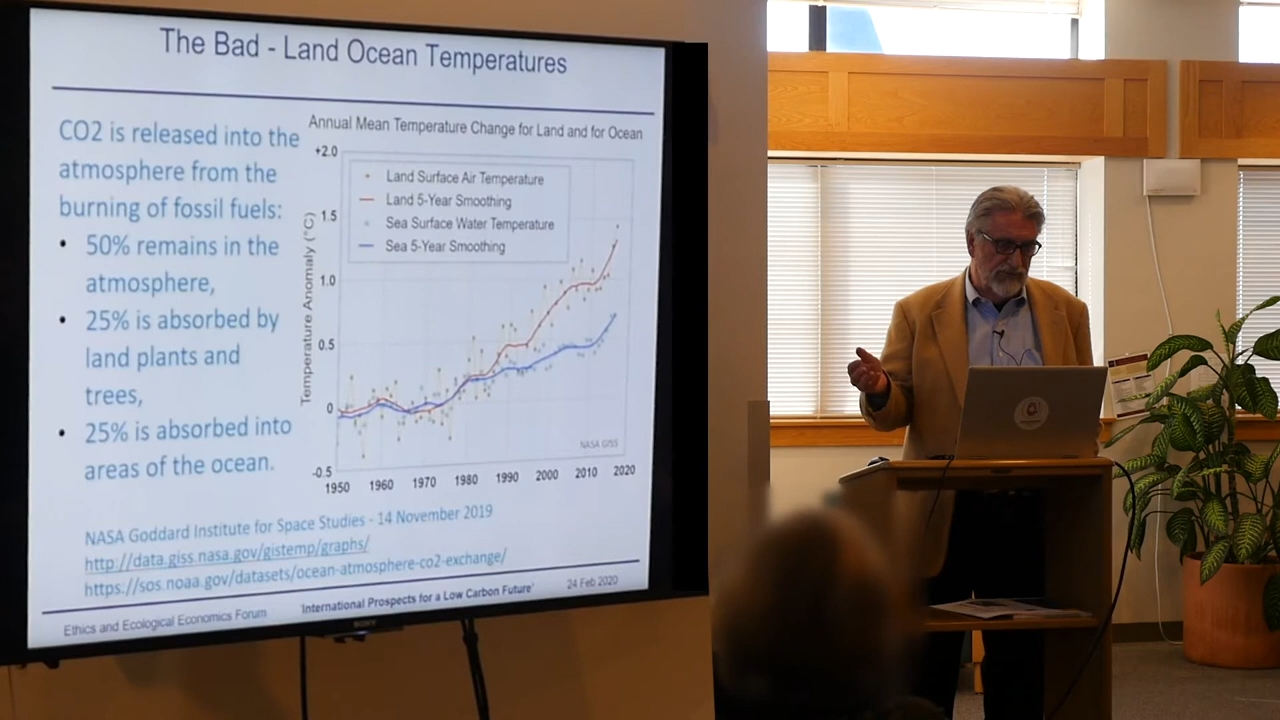 The Bad - Land Ocean Temperatures
CO2 is released into the
atmosphere from the
burning of fossil fuels:
• 50% remains in the
atmosphere,
• 25% is absorbed by
land plants and
trees,
• 25% is absorbed into
areas of the ocean.
Annual Mean Temperature Change for Land and for Ocean
Temperature Anomaly (°C)
+2.0
1.5
1.0
0.5
0
-0.5
Land Surface Air Temperature
Land 5-Year Smoothing
Sea Surface Water Temperature
Sea 5-Year Smoothing
NASA GISS
1950 1960 1970 1980 1990 2000 2010 2020
NASA Goddard Institute for Space Studies - 14 November 2019
http://data.giss.nasa.gov/gistemp/graphs/
https://sos.noaa.gov/datasets/ocean-atmosphere-co2-exchange/
Ethics and Ecological Economics Forum 'International Prospects for a Low Carbon Future' 24 Feb 2020
SONY